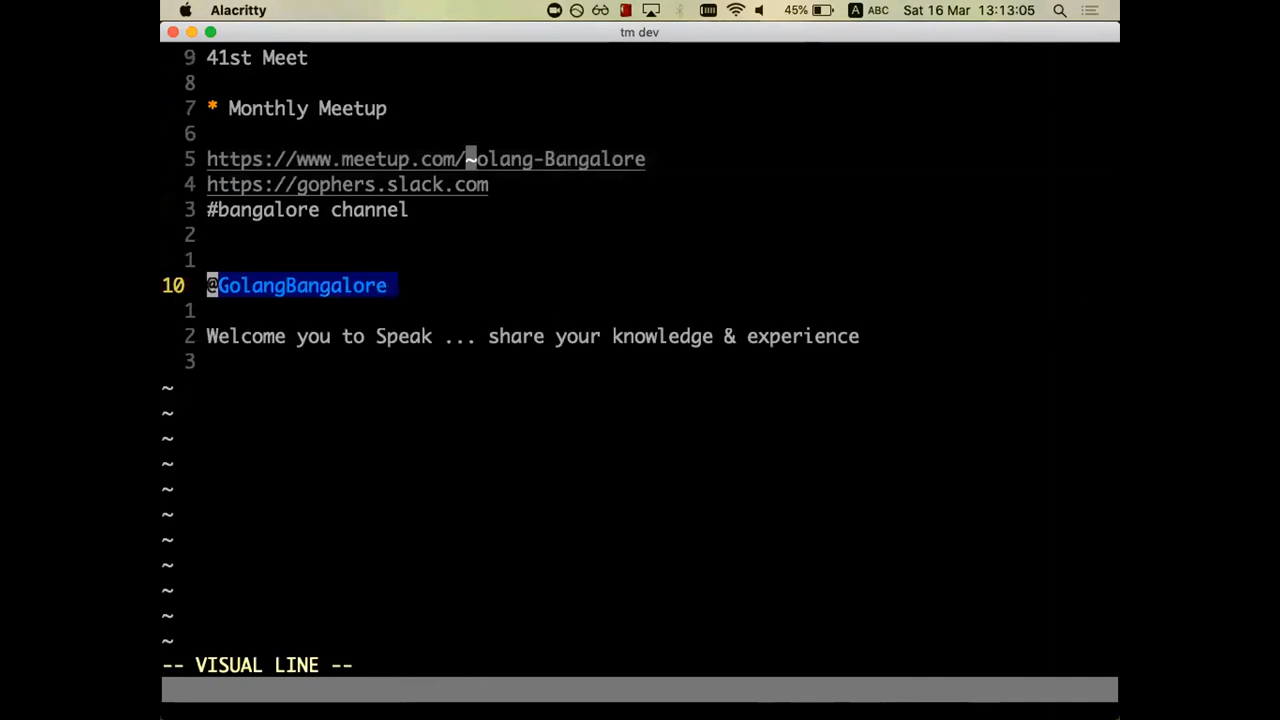 Alacritty 45% A ABC Sat 16 Mar 13:13:05
tm dev
9 41st Meet
8
7 * Monthly Meetup
6
5 https://www.meetup.com/~olang-Bangalore
4 https://gophers.slack.com
3 #bangalore channel
2
1
10 @GolangBangalore
1
2 Welcome you to Speak ... share your knowledge & experience
3
~
~
~
~
~
~
~
~
~
~
~
-- VISUAL LINE --